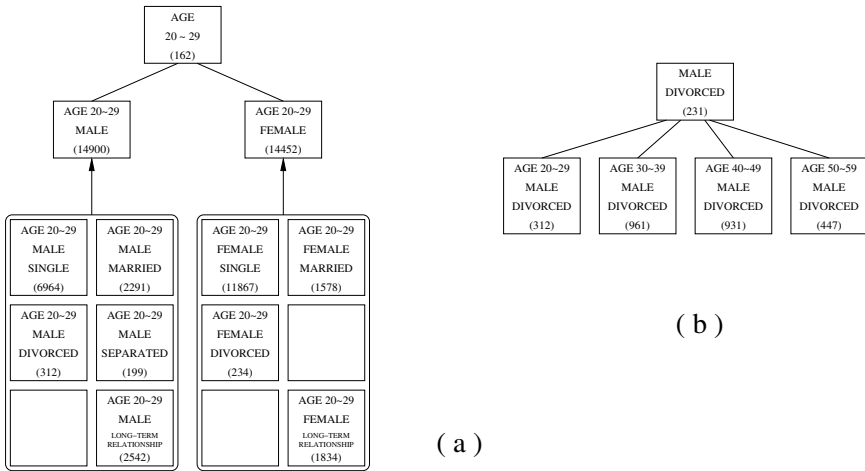 AGE
20 ~ 29
(162)
AGE 20~29
MALE
(14900)
AGE 20~29
FEMALE
(14452)
AGE 20~29
MALE
SINGLE
(6964)
AGE 20~29
MALE
MARRIED
(2291)
AGE 20~29
MALE
DIVORCED
(312)
AGE 20~29
MALE
SEPARATED
(199)
AGE 20~29
MALE
LONG-TERM
RELATIONSHIP
(2542)
AGE 20~29
FEMALE
SINGLE
(11867)
AGE 20~29
FEMALE
MARRIED
(1578)
AGE 20~29
FEMALE
DIVORCED
(234)
AGE 20~29
FEMALE
LONG-TERM
RELATIONSHIP
(1834)
( a )
MALE
DIVORCED
(231)
AGE 20~29
MALE
DIVORCED
(312)
AGE 30~39
MALE
DIVORCED
(961)
AGE 40~49
MALE
DIVORCED
(931)
AGE 50~59
MALE
DIVORCED
(447)
( b )